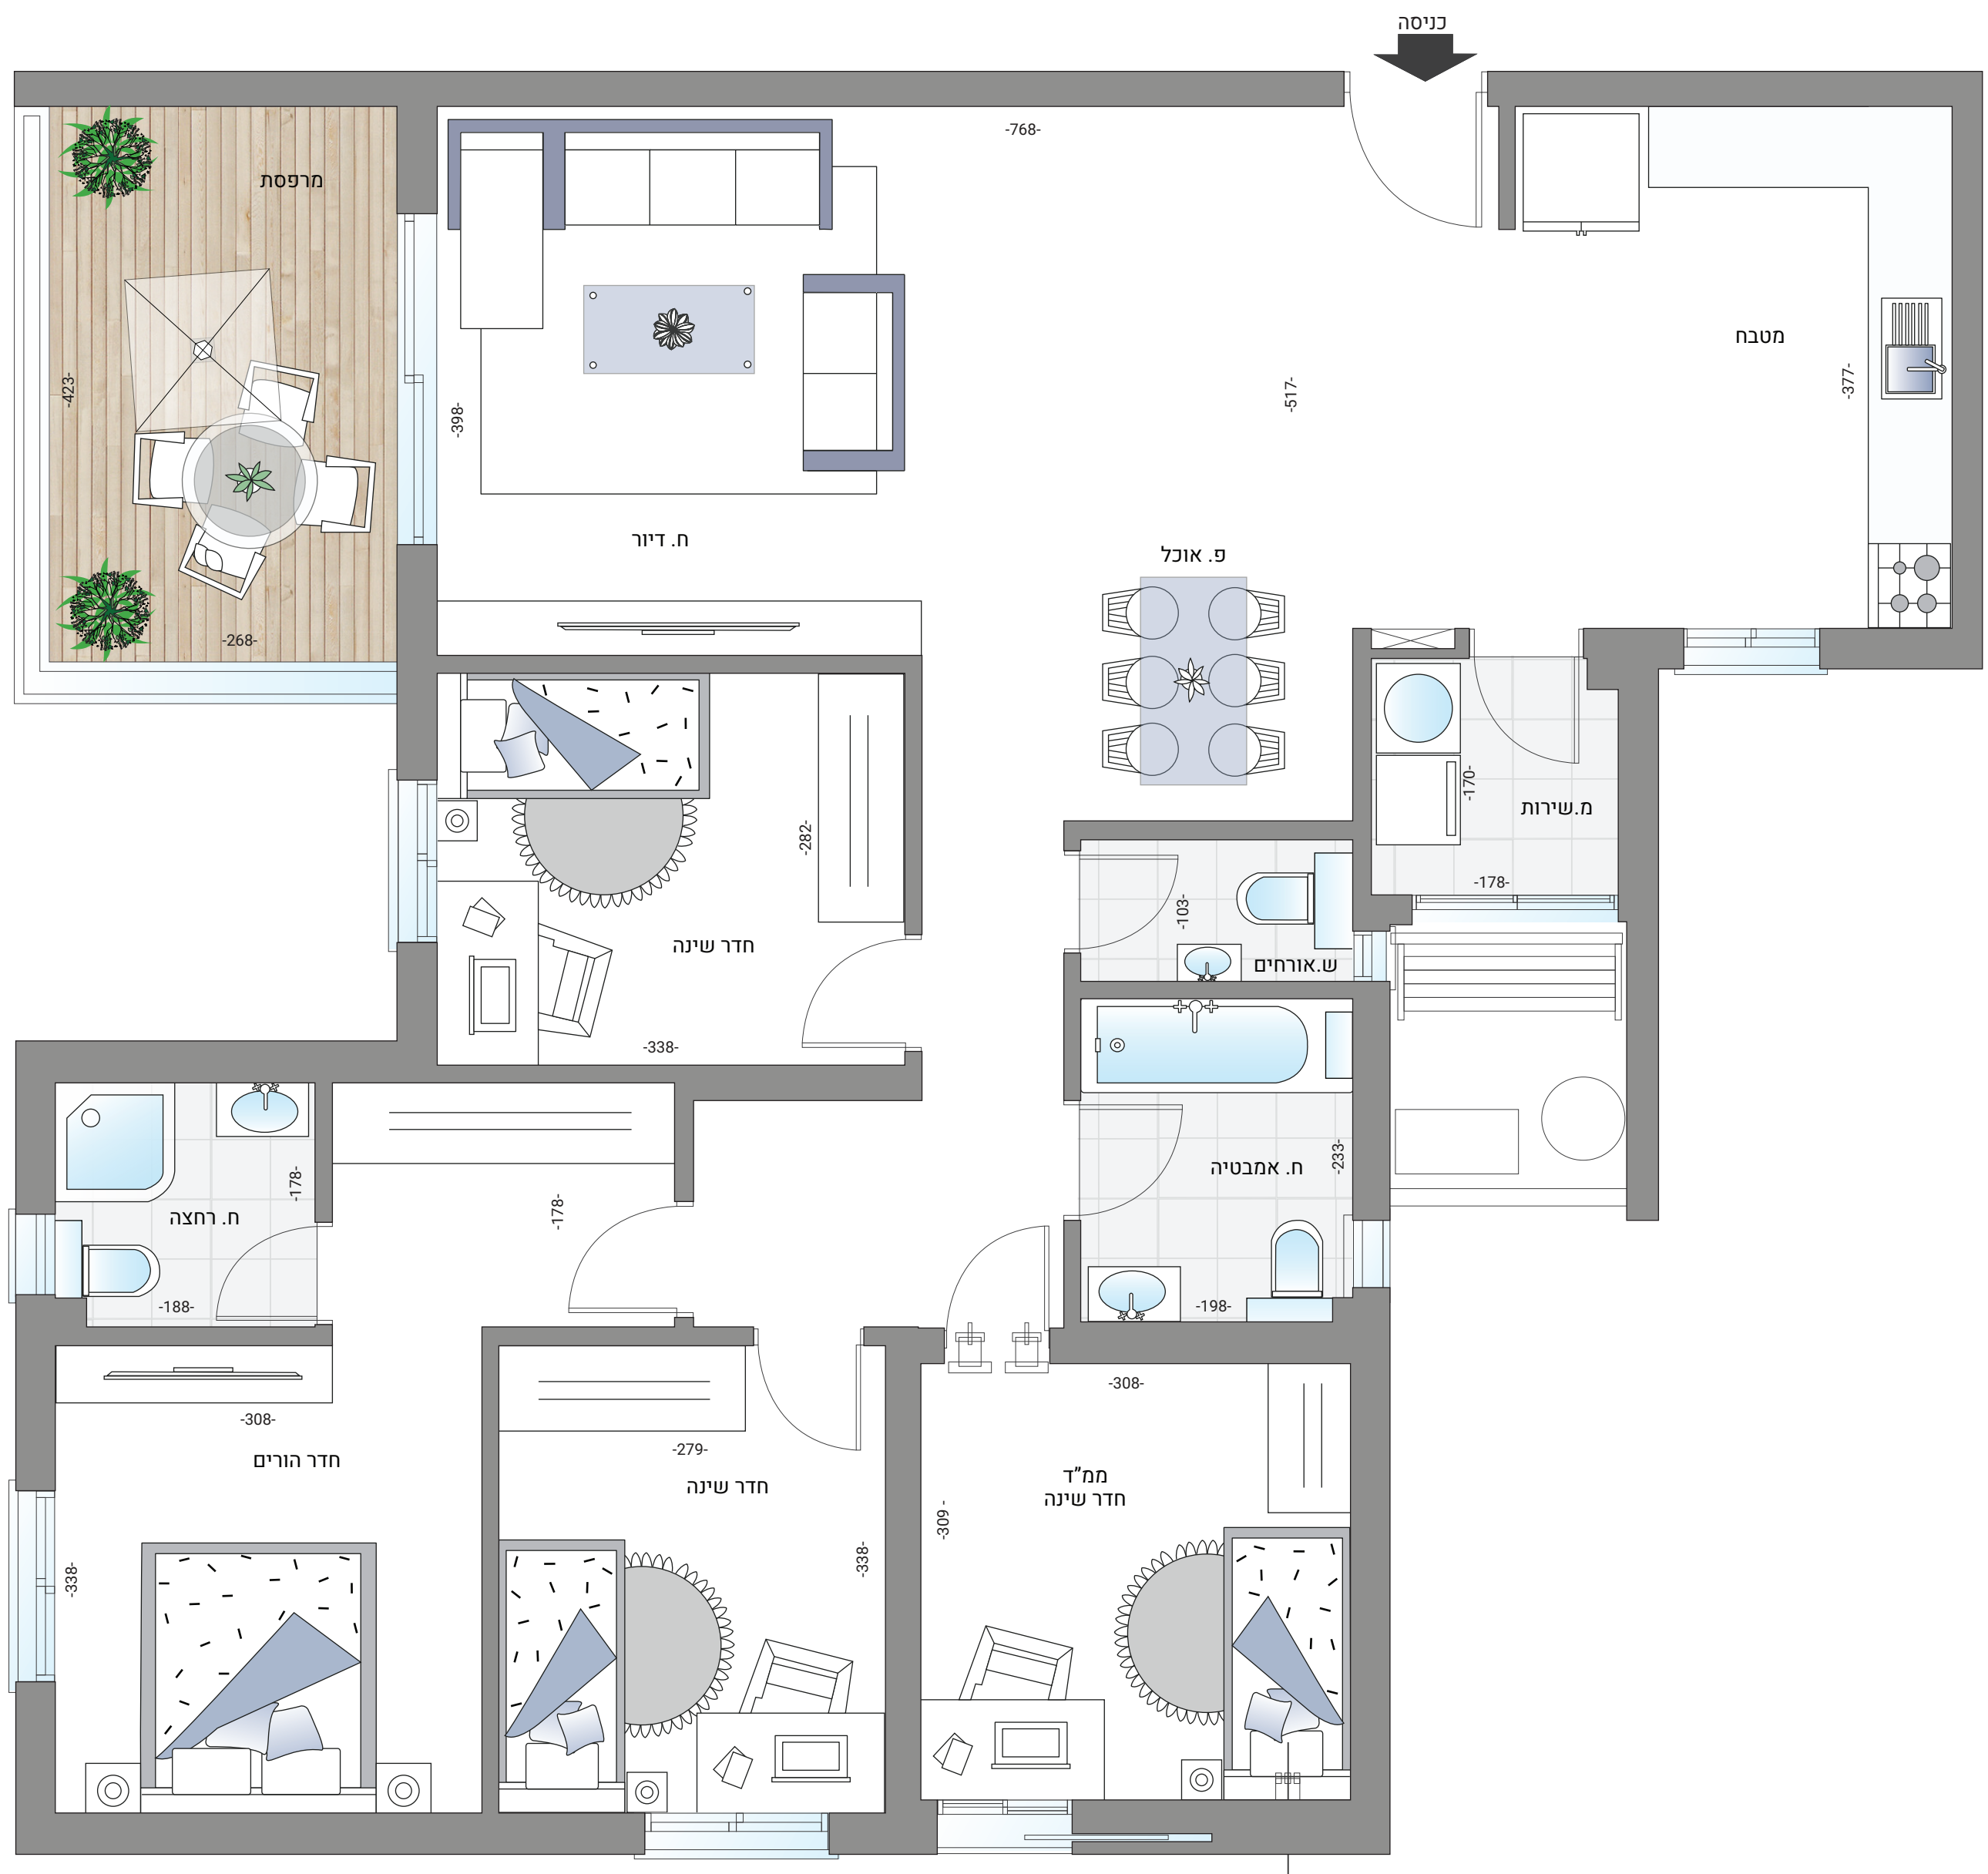 כניסה
-768-
מרפסת
מטבח
-423-
-398-
-517-
-377-
ח. דיור
פ. אוכל
-268-
-170-
מ.שירות
-282-
-178-
-103-
חדר שינה
ש.אורחים
-338-
-178-
-178-
ח. רחצה
-233-
ח. אמבטיה
-188-
-198-
-308-
-308-
חדר הורים
-279-
חדר שינה
ממ"ד
חדר שינה
-309-
-338-
-338-